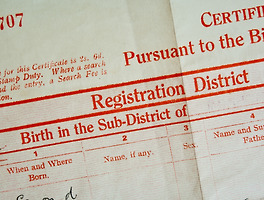 707
CERTIFI
Pursuant to the Bi
for this Certificate is 2s. 6d.
Stamp Duty. Where a search
nd the entry, a Search Fee is
Registration District
Birth in the Sub-District of
1 2 3 4
When and Where Born.
Name, if any.
Sex.
Name and Su
Fathe